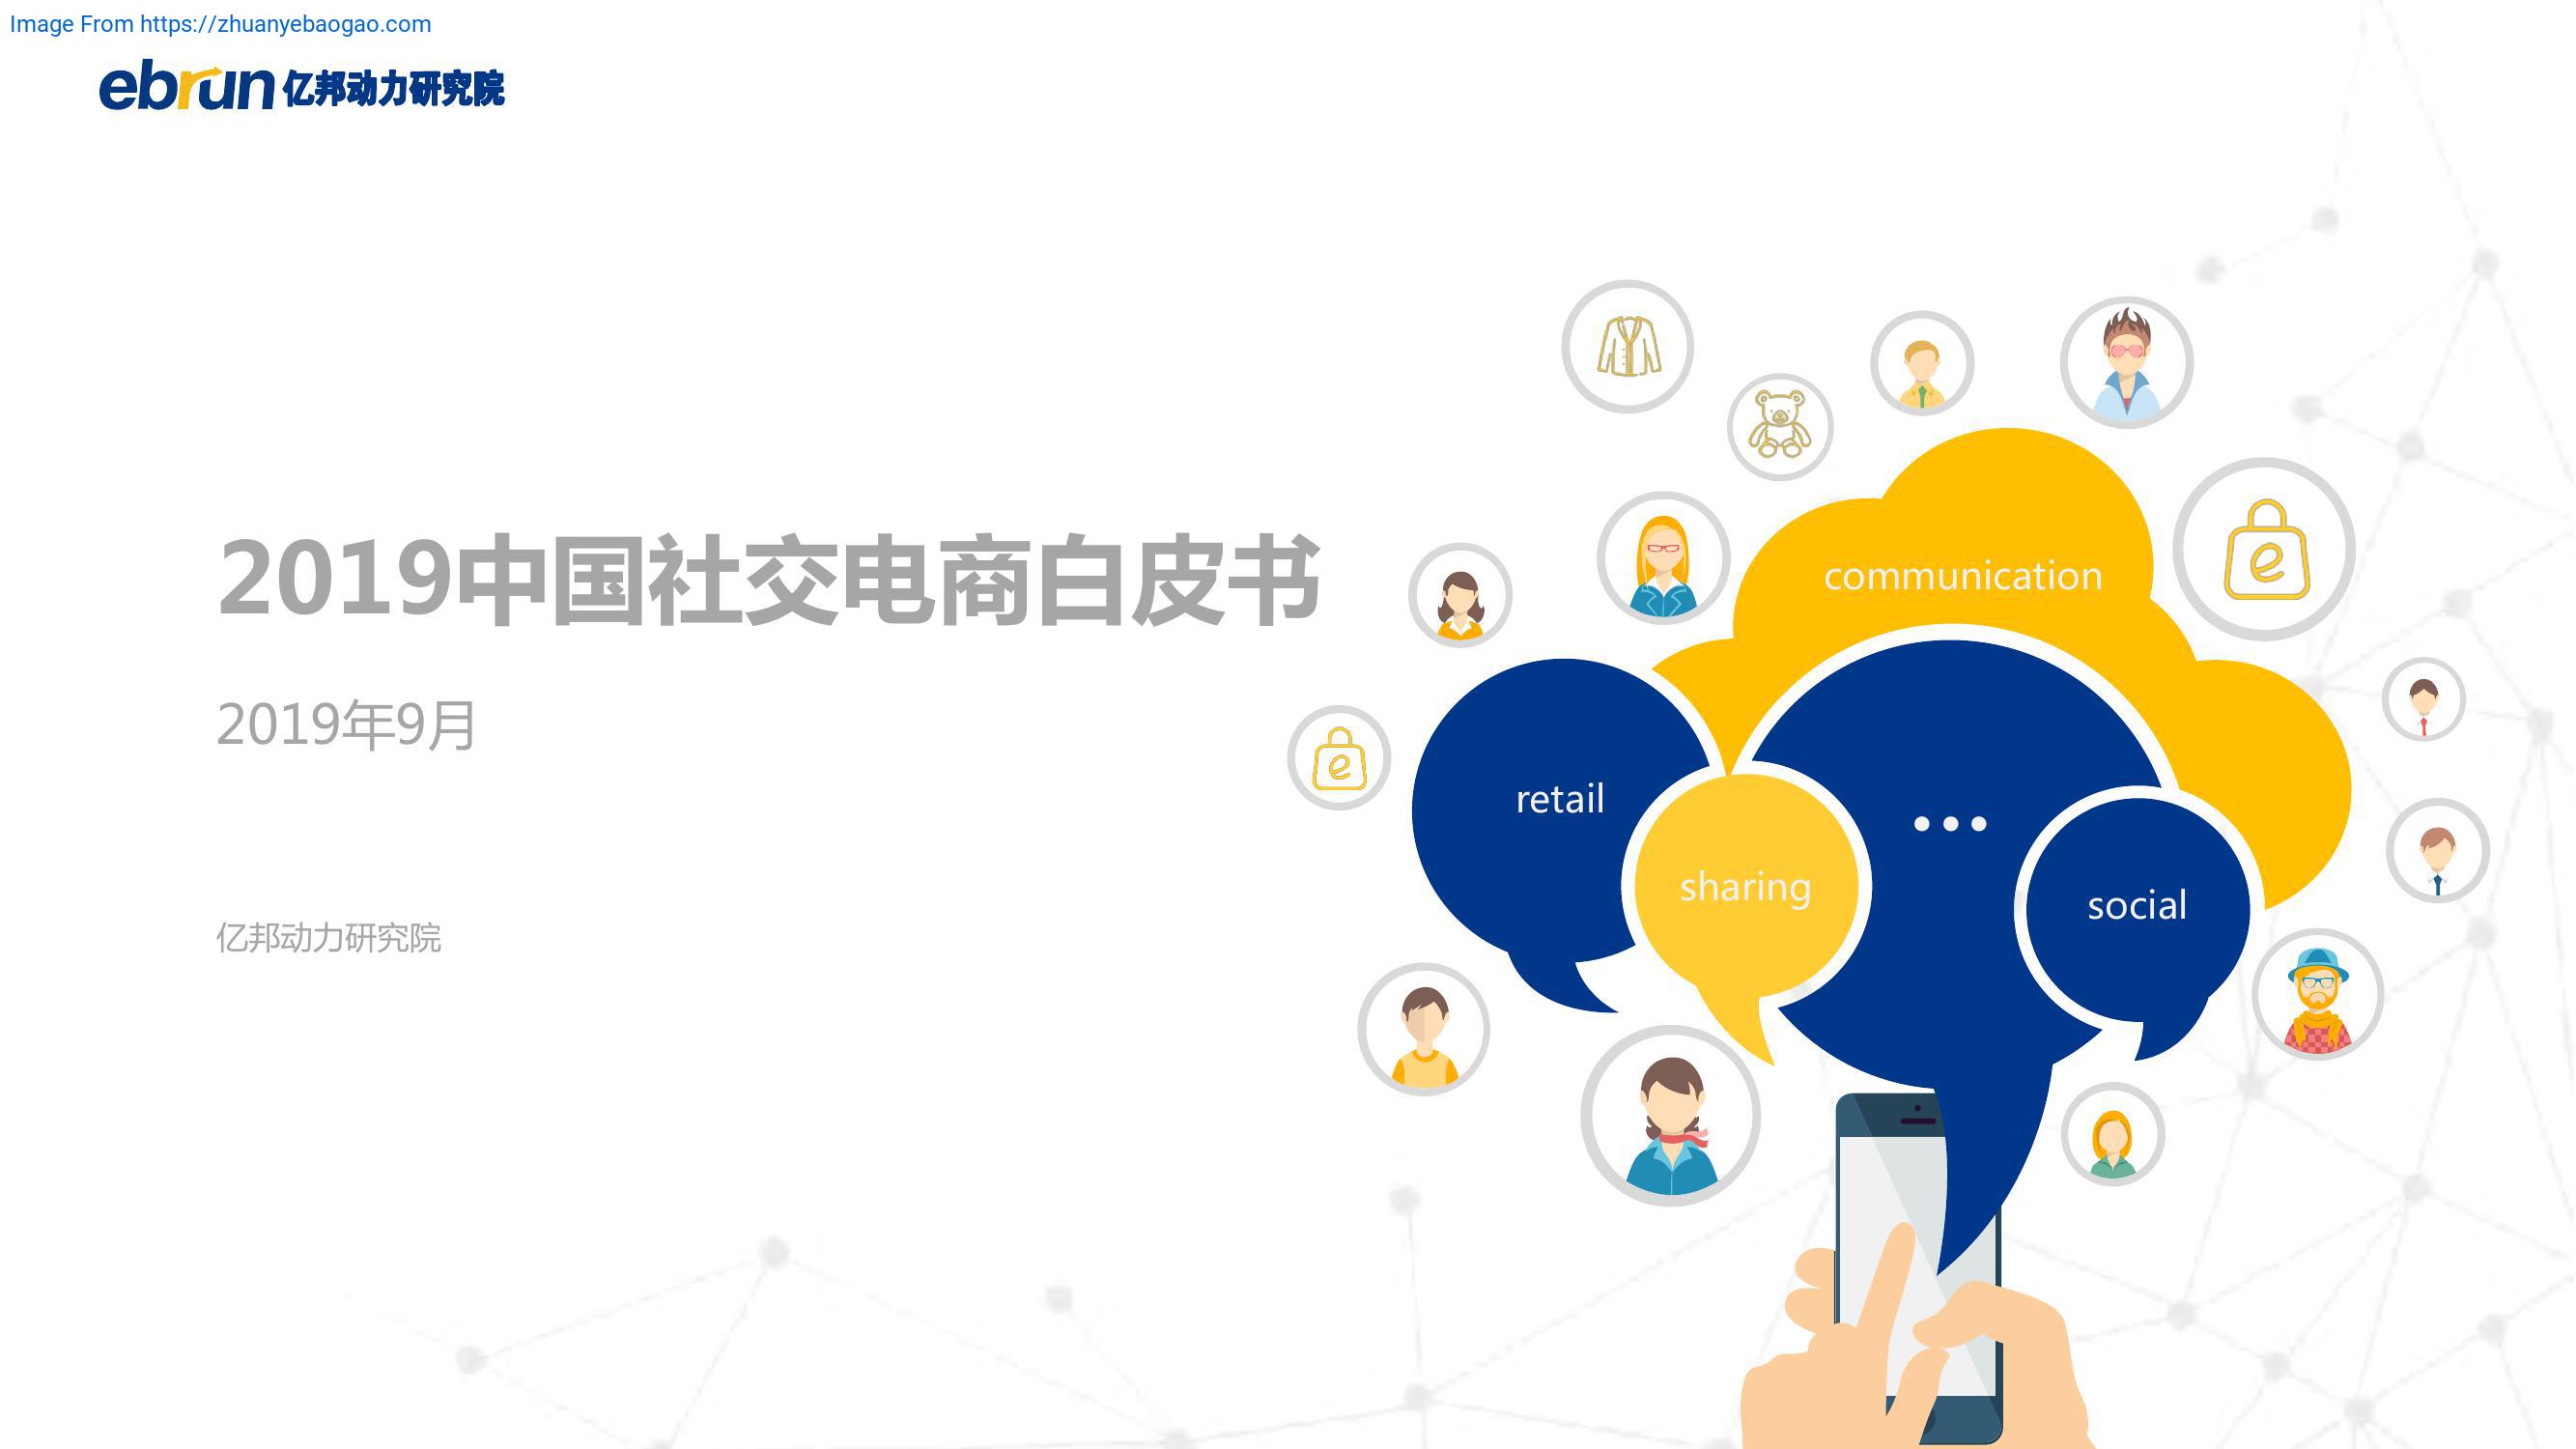 Image From https://zhuanyebaogao.com
ebrun 亿邦动力研究院
2019中国社交电商白皮书
2019年9月
亿邦动力研究院
communication
retail
sharing
...
social
e
e